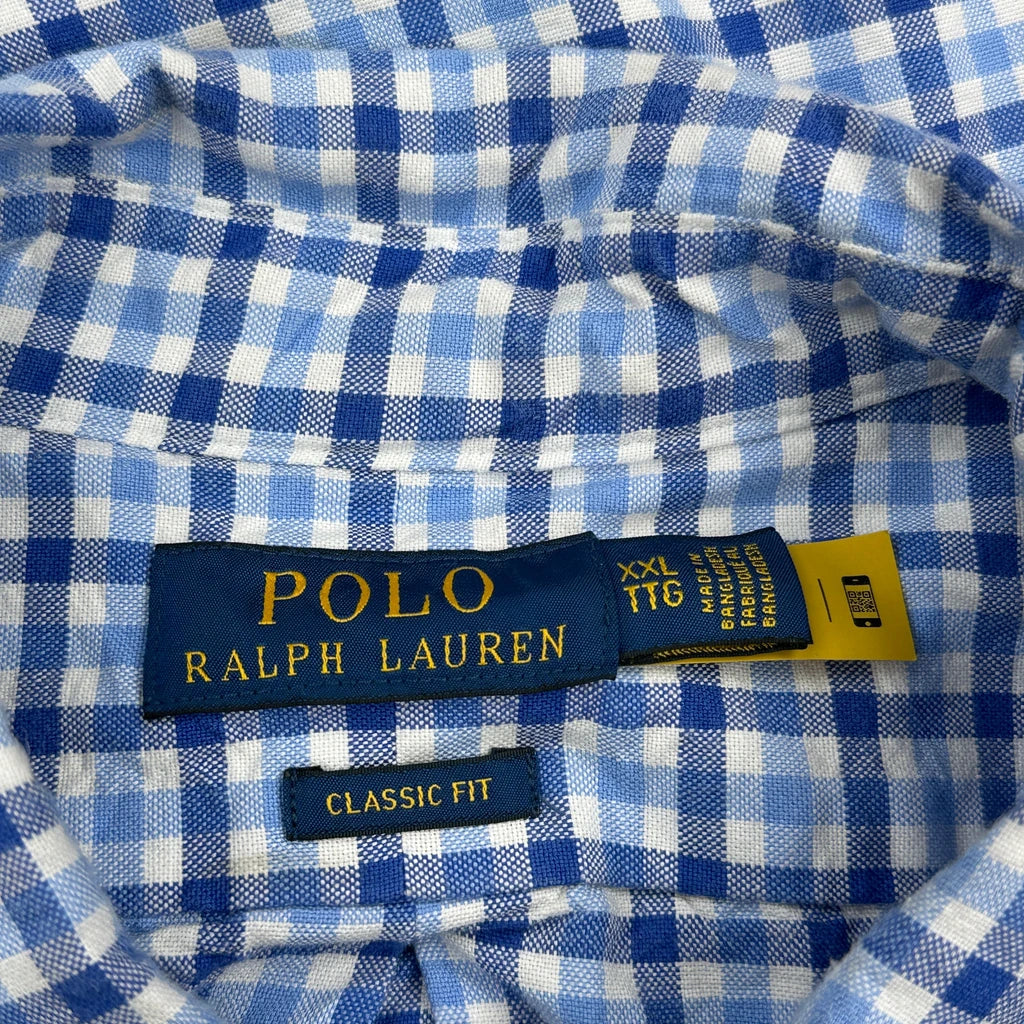 POLO
RALPH LAUREN
XXL
TTG
MADE IN
BANGLADESH
FABRIQUÉ AU
BANGLADESH
CLASSIC FIT